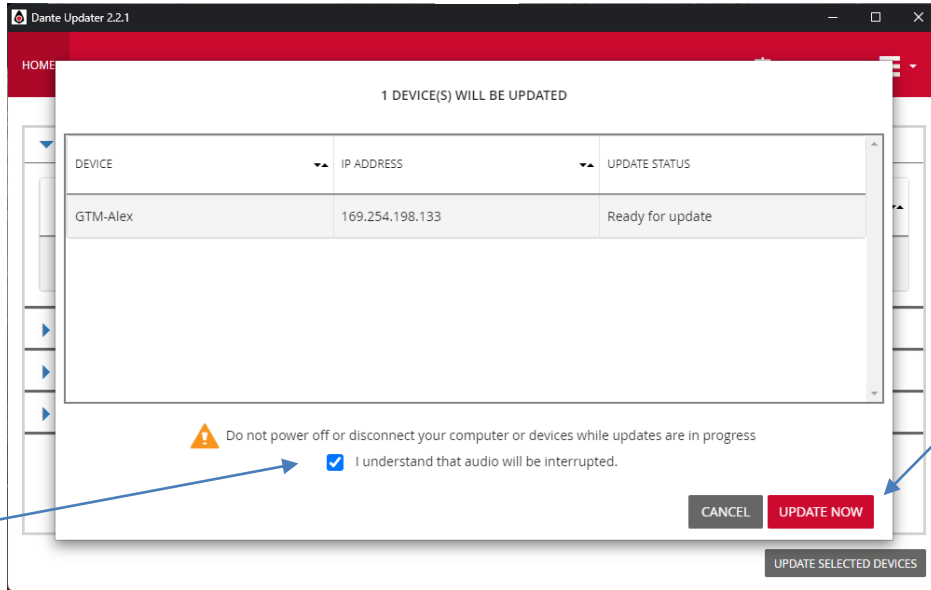 Dante Updater 2.2.1
HOME
1 DEVICE(S) WILL BE UPDATED
DEVICE IP ADDRESS UPDATE STATUS
GTM-Alex 169.254.198.133 Ready for update
Do not power off or disconnect your computer or devices while updates are in progress
I understand that audio will be interrupted.
CANCEL UPDATE NOW
UPDATE SELECTED DEVICES